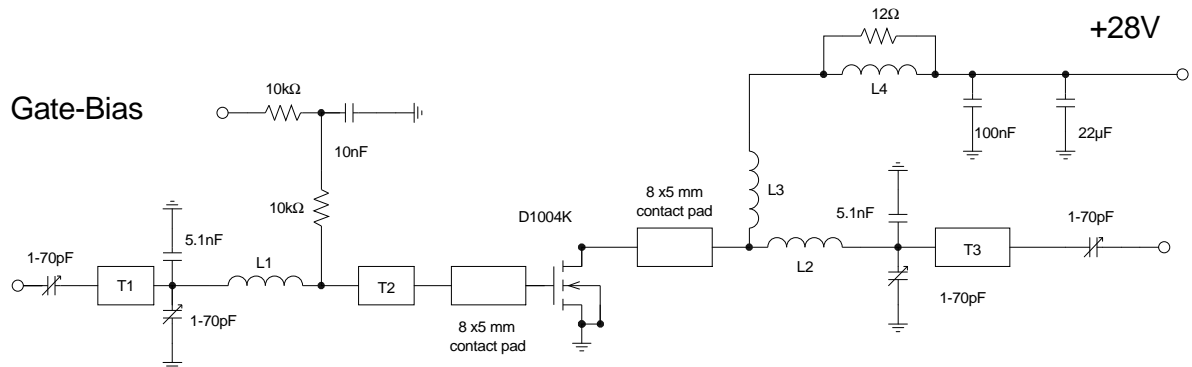 12Ω
+28V
L4
10kΩ
Gate-Bias
100nF
22µF
10nF
L3
8 x5 mm
contact pad
10kΩ
D1004K
5.1nF
5.1nF
1-70pF
T3
L1
L2
1-70pF
T1
T2
1-70pF
1-70pF
8 x5 mm
contact pad